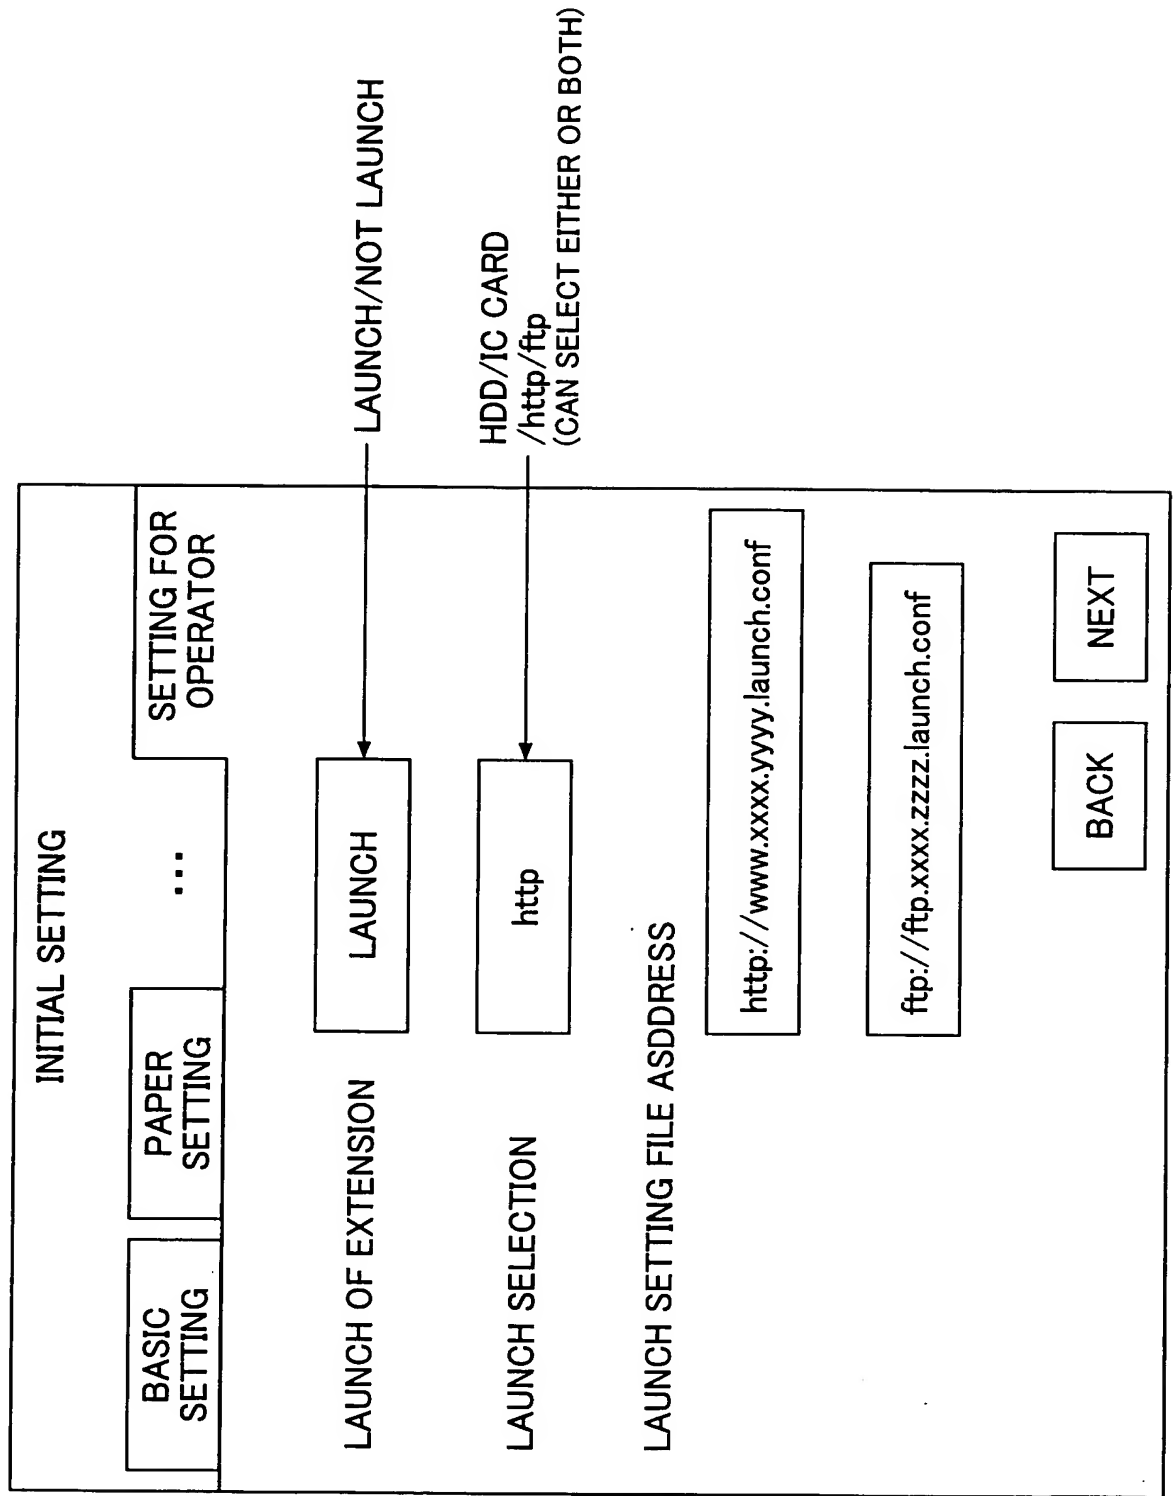 INITIAL SETTING
BASIC
SETTING
PAPER
SETTING
...
SETTING FOR
OPERATOR
LAUNCH OF EXTENSION
LAUNCH
LAUNCH/NOT LAUNCH
LAUNCH SELECTION
http
HDD/IC CARD
/http/ftp
(CAN SELECT EITHER OR BOTH)
LAUNCH SETTING FILE ASDDRESS
http://www.xxxx.yyyy.launch.conf
ftp://ftp.xxxx.zzzz.launch.conf
BACK
NEXT